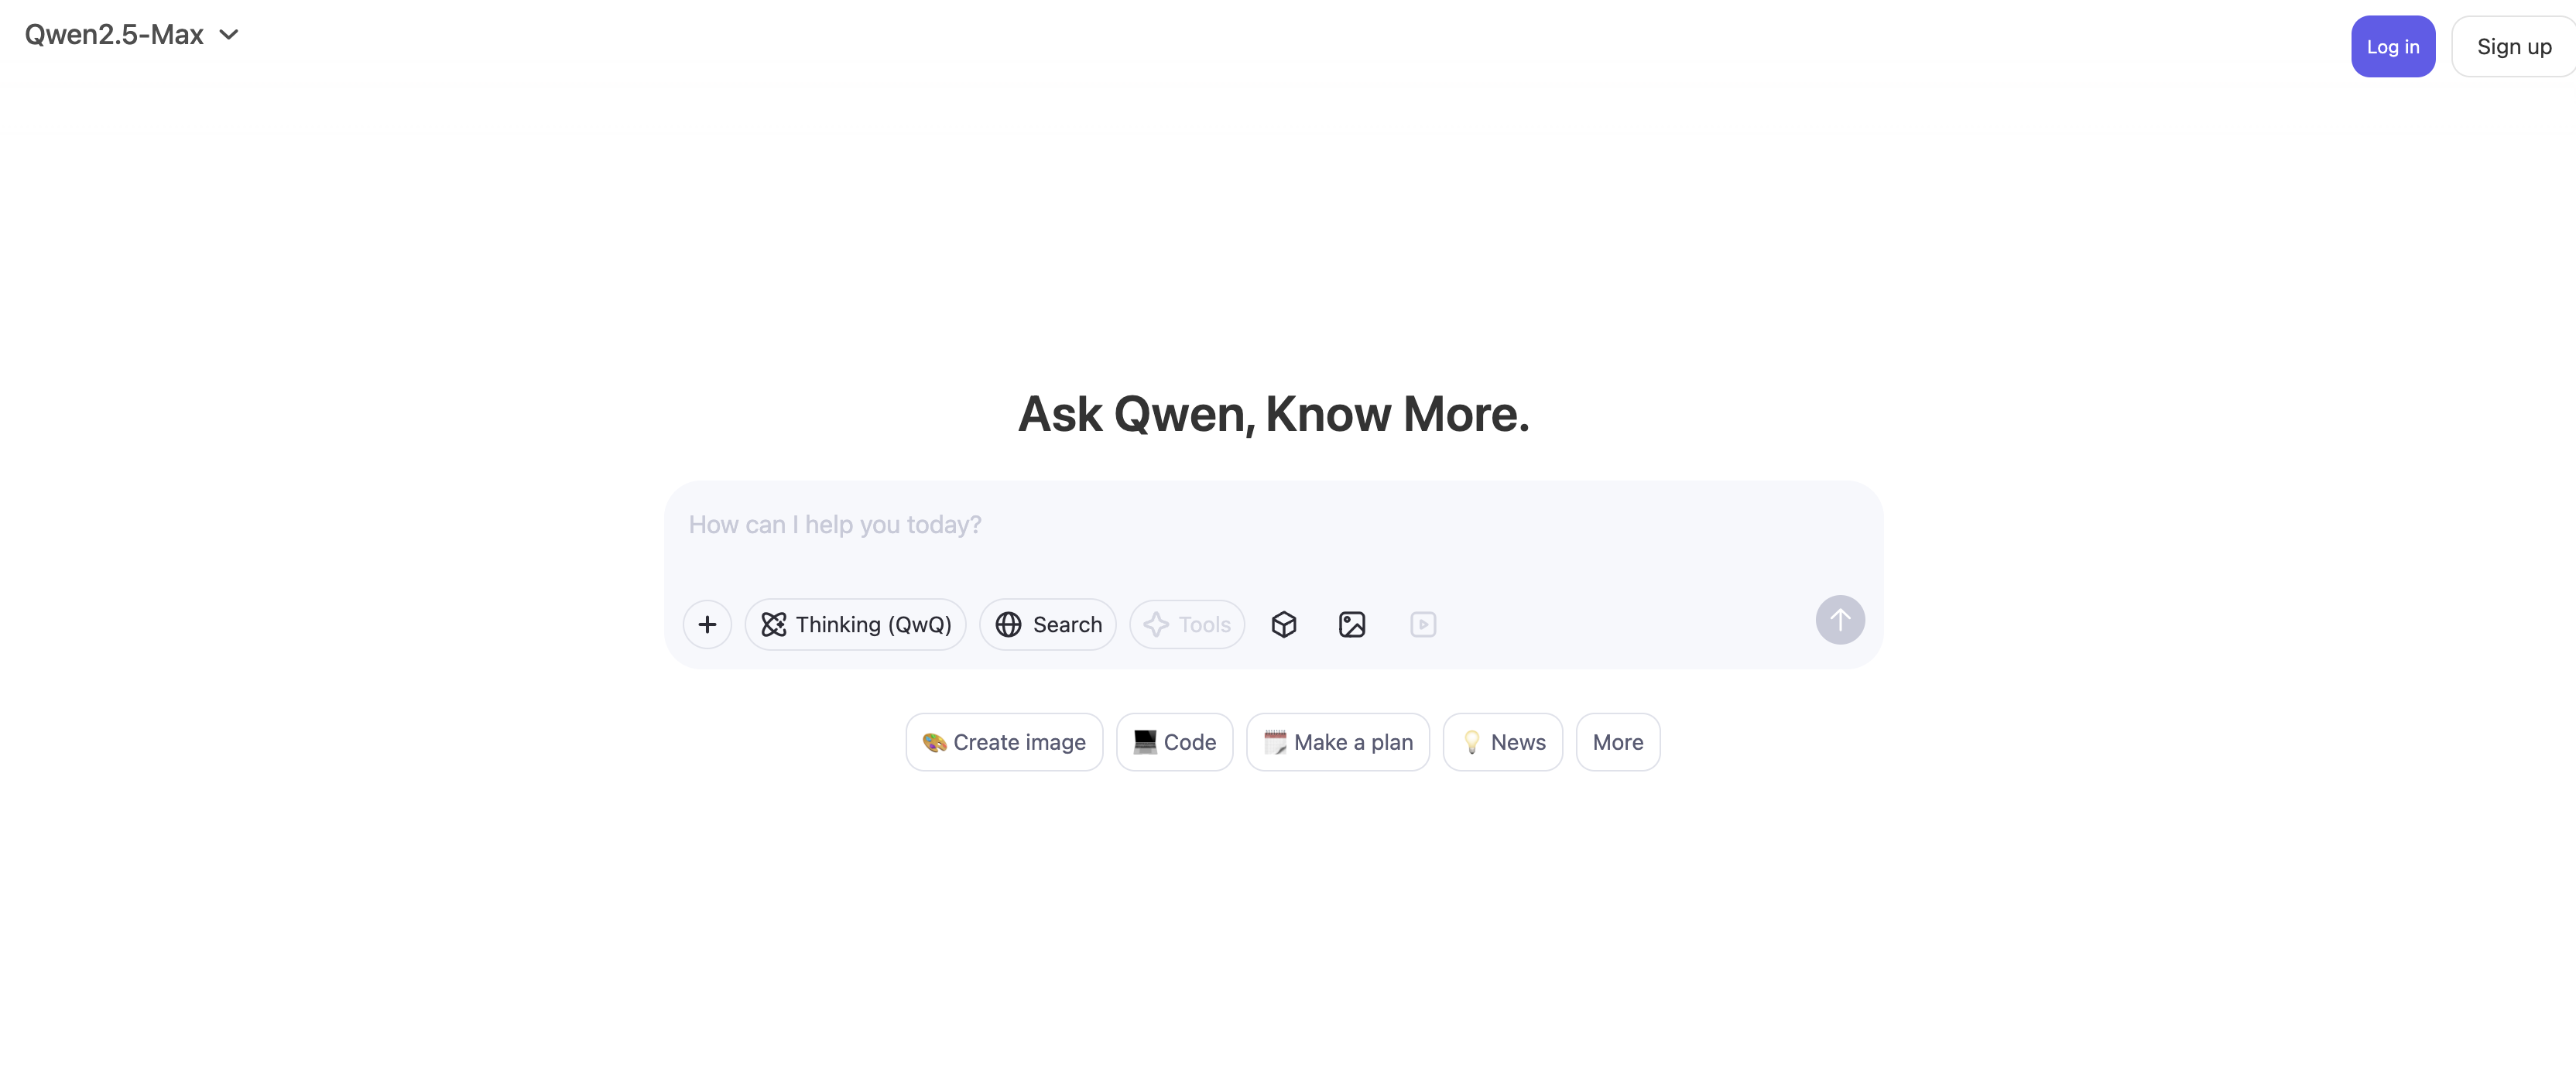 Qwen2.5-Max
Log in
Sign up
Ask Qwen, Know More.
How can I help you today?
Thinking (QwQ)
Search
Tools
Create image
Code
Make a plan
News
More